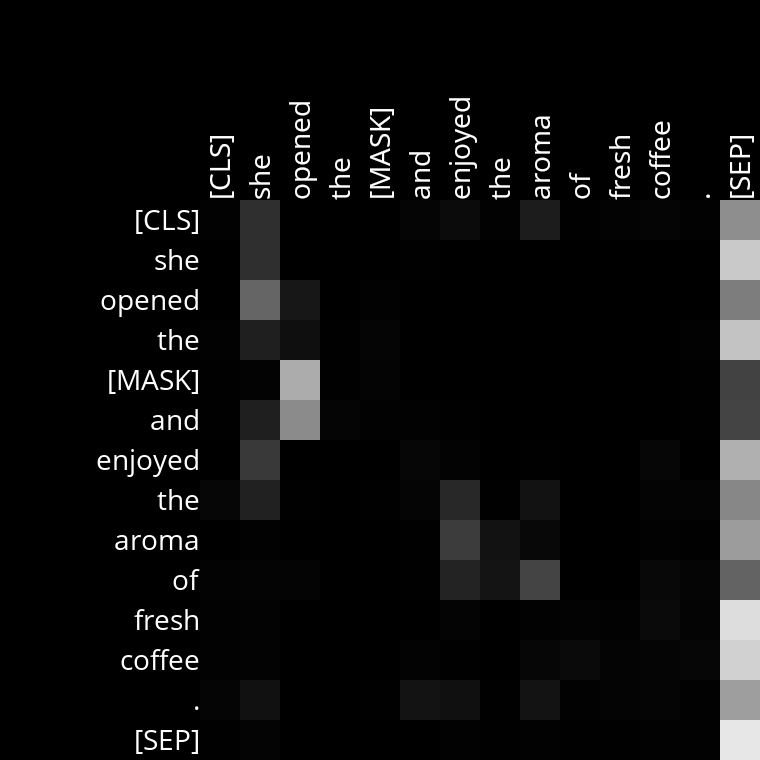 [CLS] she opened the [MASK] and enjoyed the aroma of fresh coffee . [SEP]
[CLS]
she
opened
the
[MASK]
and
enjoyed
the
aroma
of
fresh
coffee
.
[SEP]